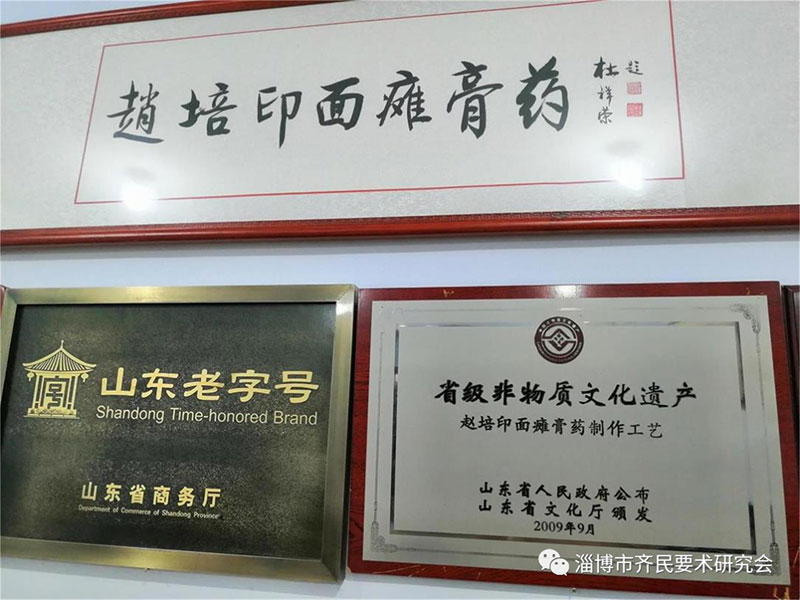 趙培印面瘫膏药
题
杜祥荣
山东老字号
Shandong Time-honored Brand
山东省商务厅
Department of Commerce of Shandong Province
省级非物质文化遗产
赵培印面瘫膏药制作工艺
山东省人民政府公布
山东省文化厅颁发
2009年9月
淄博市齐民要术研究会